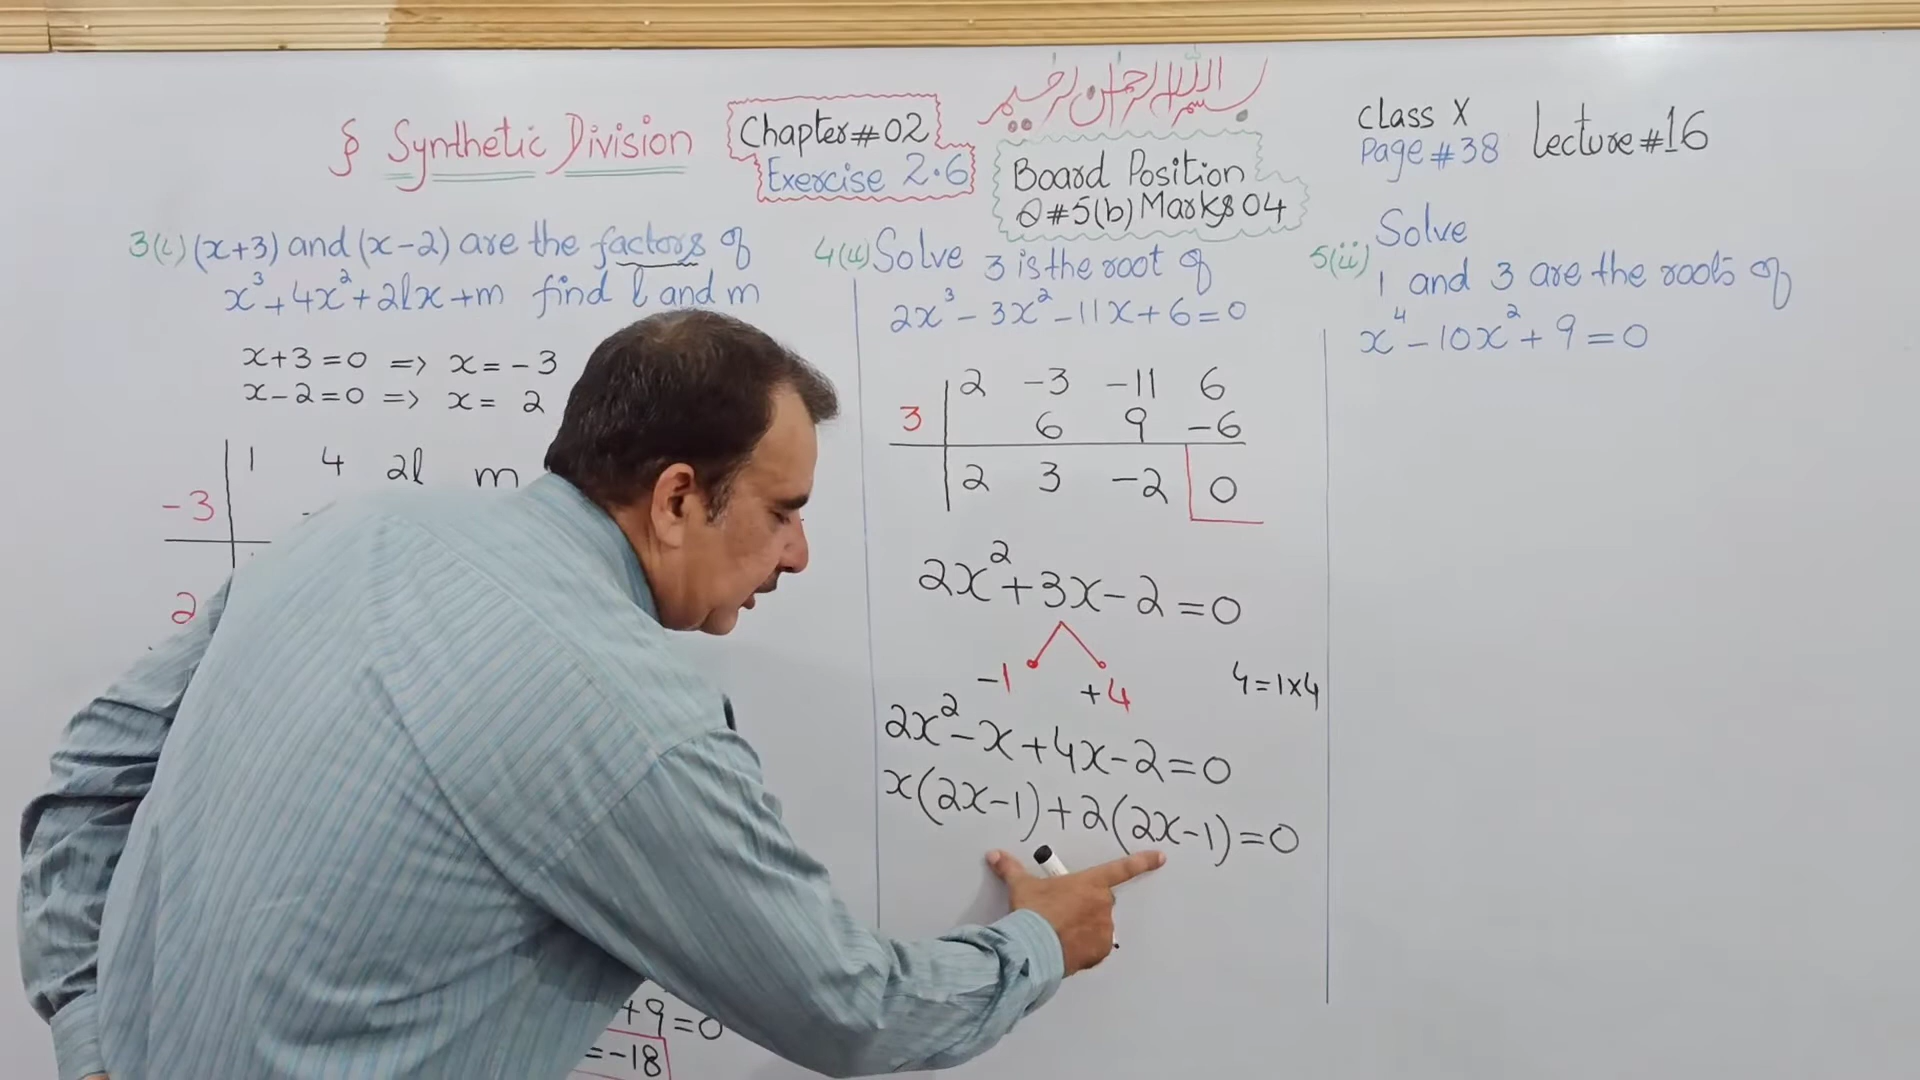 بسم الله الرحمن الرحيم
§ Synthetic Division
Chapter # 02
Exercise 2.6
Board Position
Q # 5(b) Marks 04
Class X
Page # 38
Lecture # 16
3(i) (x+3) and (x-2) are the factors of
x³+4x²+2lx+m find l and m
x+3=0 => x=-3
x-2=0 => x= 2
1 4 2l m
-3
2
+9=0
=-18
4(ii) Solve 3 is the root of
2x³-3x²-11x+6=0
2 -3 -11 6
3 6 9 -6
2 3 -2 0
2x²+3x-2=0
-1 +4
4=1x4
2x²-x+4x-2=0
x(2x-1)+2(2x-1)=0
5(ii) Solve
1 and 3 are the roots of
x⁴-10x²+9=0